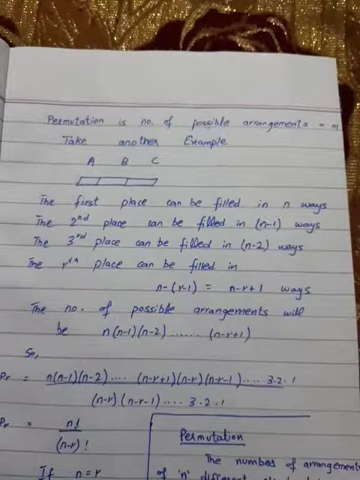 Permutation is no. of possible arrangements = m
Take another Example
A B C
The first place can be filled in n ways
The 2nd place can be filled in (n-1) ways
The 3rd place can be filled in (n-2) ways
The rth place can be filled in
n-(r-1) = n-r+1 ways
The no. of possible arrangements will
be n(n-1)(n-2) ...... (n-r+1)
So,
Pr = n(n-1)(n-2) .... (n-r+1)(n-r)(n-r-1) .... 3.2.1
(n-r)(n-r-1) .... 3.2.1
Pr = n!
(n-r)!
If n=r
Permutation
The numbers of arrangements
of 'n' different